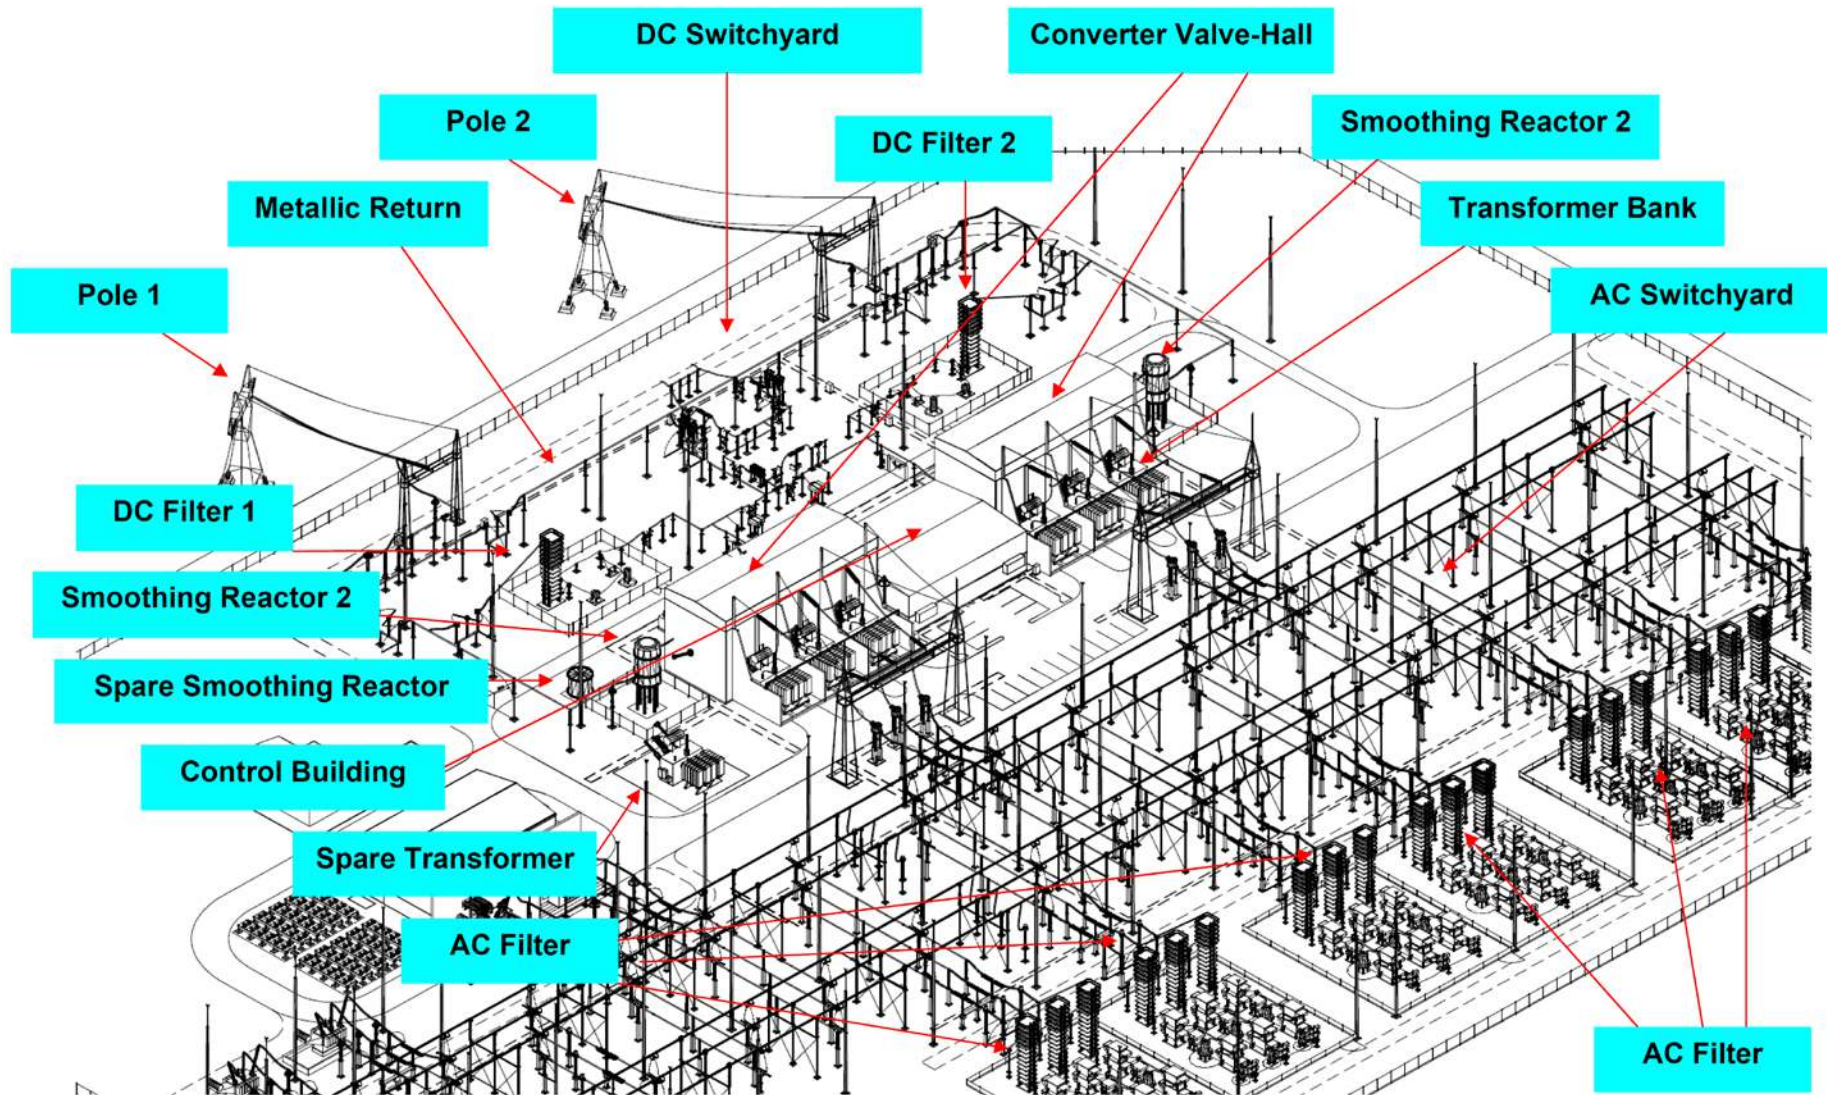 DC Switchyard
Converter Valve-Hall
Pole 2
DC Filter 2
Smoothing Reactor 2
Metallic Return
Transformer Bank
Pole 1
AC Switchyard
DC Filter 1
Smoothing Reactor 2
Spare Smoothing Reactor
Control Building
Spare Transformer
AC Filter
AC Filter